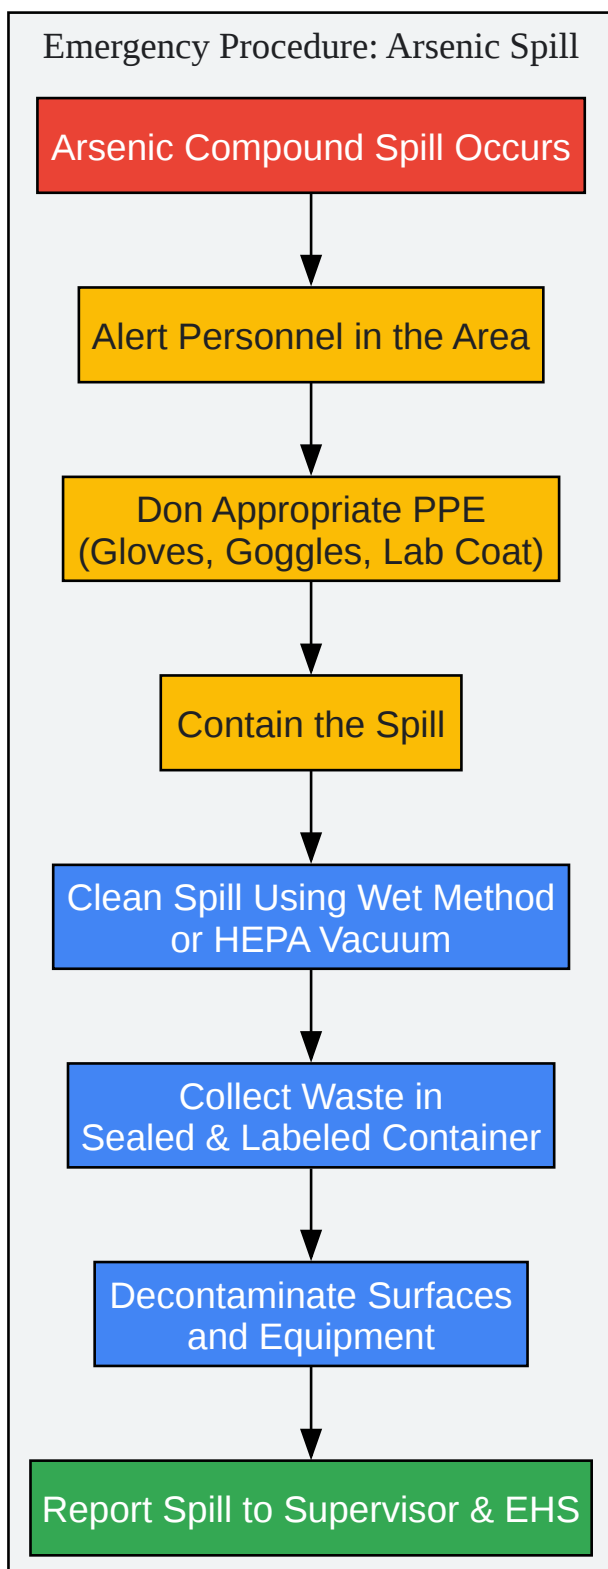 Emergency Procedure: Arsenic Spill
Arsenic Compound Spill Occurs
Alert Personnel in the Area
Don Appropriate PPE
(Gloves, Goggles, Lab Coat)
Contain the Spill
Clean Spill Using Wet Method
or HEPA Vacuum
Collect Waste in
Sealed & Labeled Container
Decontaminate Surfaces
and Equipment
Report Spill to Supervisor & EHS